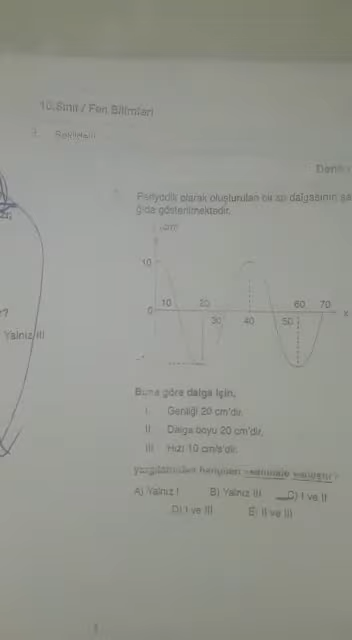 10.Sınıf / Fen Bilimleri
Periyodik olarak oluşturulan bir su dalgasının
ğıda gösterilmektedir.
cm
10
10 20 60 70
0 x
30 40 50
Yalnız III
Buna göre dalga için,
I Genliği 20 cm'dir.
II Dalga boyu 20 cm'dir.
III Hızı 10 cm/s'dir.
yargılarından hangileri
A) Yalnız I B) Yalnız III C) I ve II
D) I ve III E) II ve III